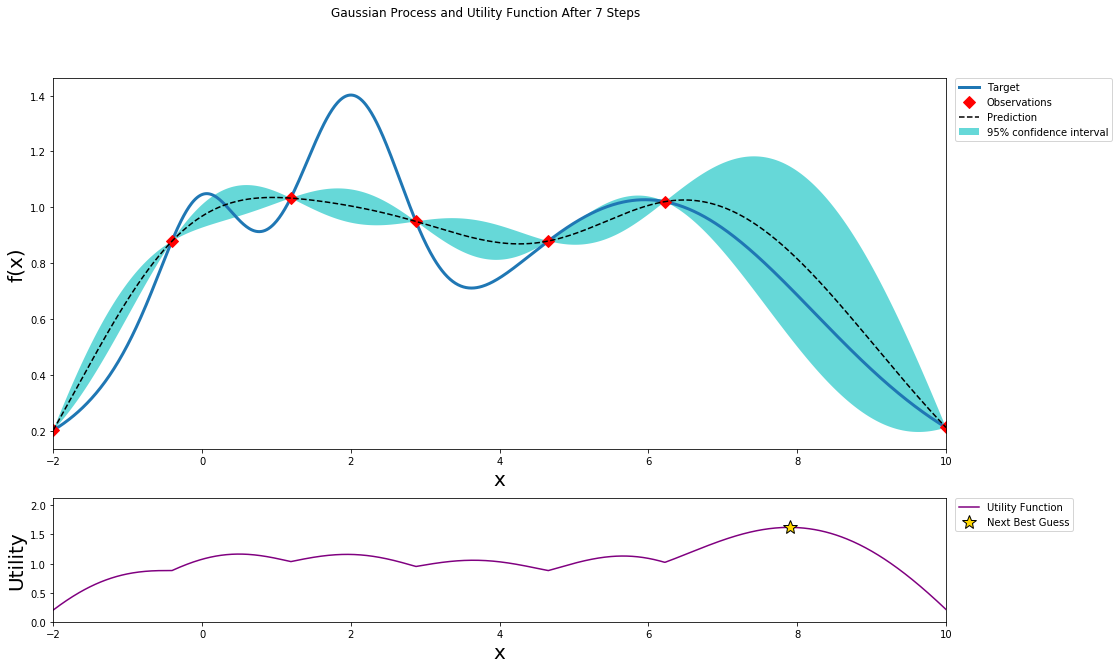 Gaussian Process and Utility Function After 7 Steps
1.4
1.2
1.0
0.8
0.6
0.4
0.2
f(x)
−2
0
2
4
6
8
10
x
Target
Observations
Prediction
95% confidence interval
2.0
1.5
1.0
0.5
0.0
Utility
−2
0
2
4
6
8
10
x
Utility Function
Next Best Guess